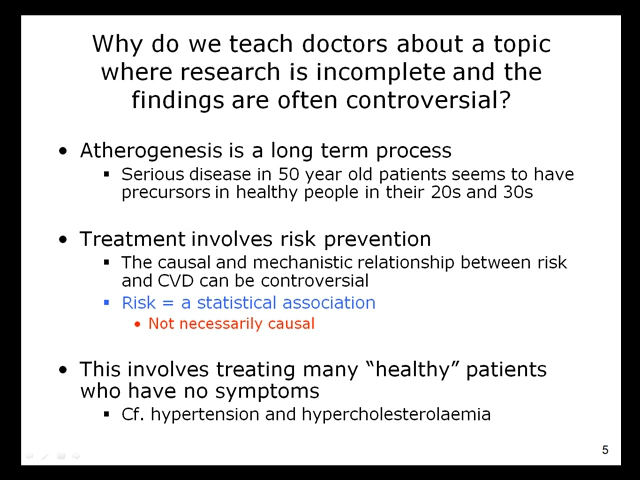 Why do we teach doctors about a topic
where research is incomplete and the
findings are often controversial?
• Atherogenesis is a long term process
▪ Serious disease in 50 year old patients seems to have
precursors in healthy people in their 20s and 30s
• Treatment involves risk prevention
▪ The causal and mechanistic relationship between risk
and CVD can be controversial
▪ Risk = a statistical association
• Not necessarily causal
• This involves treating many “healthy” patients
who have no symptoms
▪ Cf. hypertension and hypercholesterolaemia
5